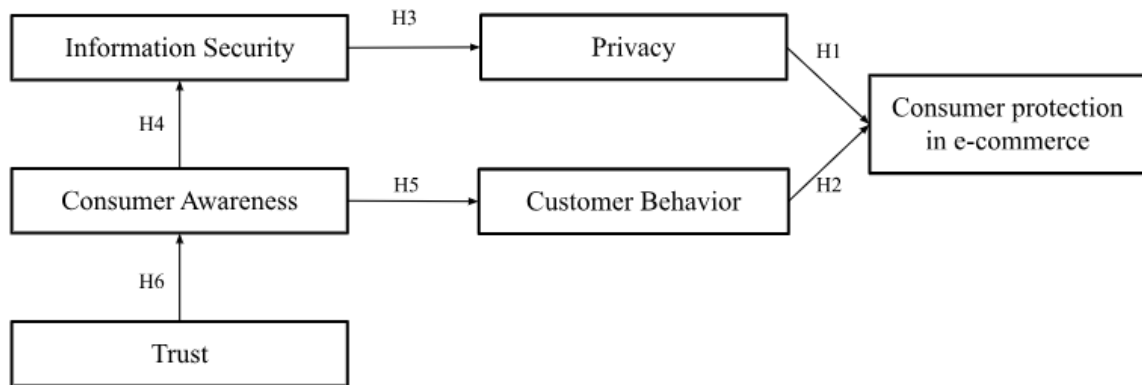 H3
Information Security
Privacy
H1
Consumer protection
in e-commerce
H4
H5
H2
Consumer Awareness
Customer Behavior
H6
Trust